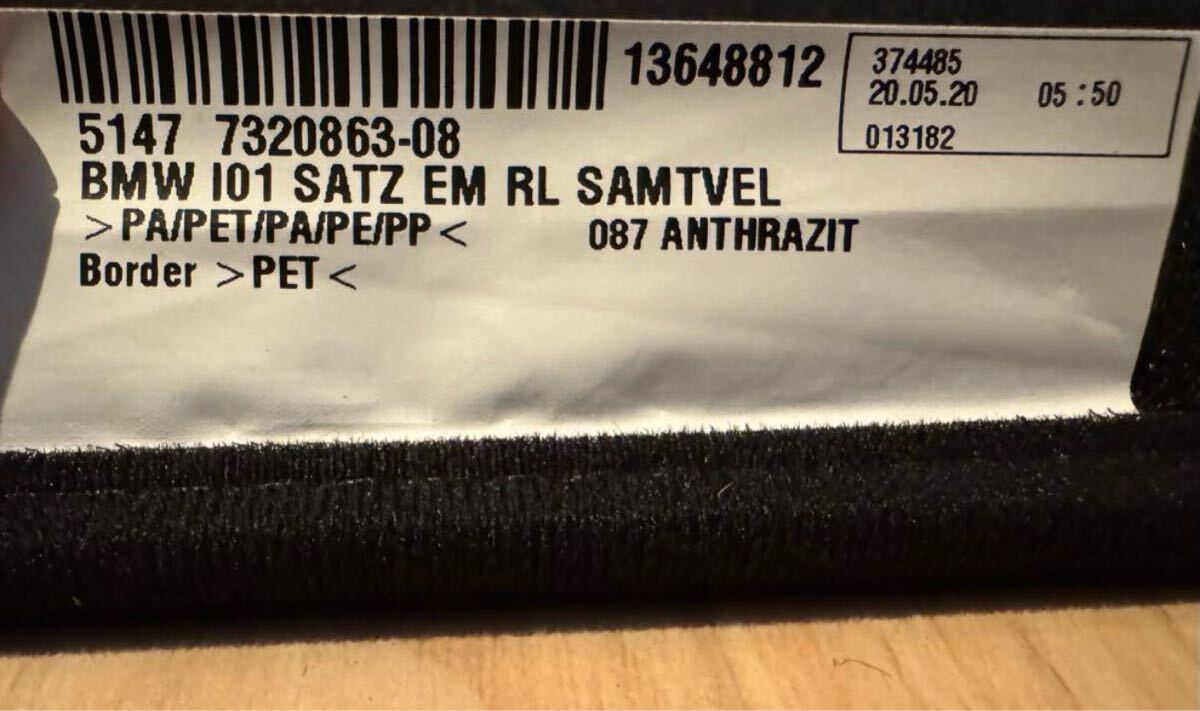 13648812
374485
20.05.20 05:50
013182
5147 7320863-08
BMW I01 SATZ EM RL SAMTVEL
>PA/PET/PA/PE/PP< 087 ANTHRAZIT
Border >PET<